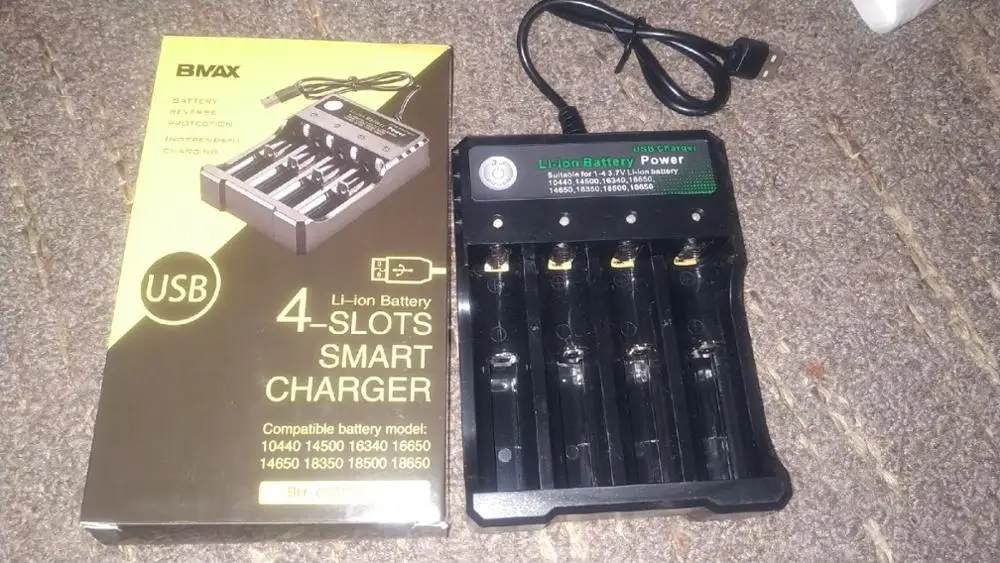 BMAX
BATTERY
REVERSE
PROTECTION
INDEPENDENT
CHARGING
USB
Li-ion Battery
4-SLOTS
SMART
CHARGER
Compatible battery model:
10440 14500 16340 16650
14650 18350 18500 18650
USB Charger
Li-ion Battery Power
Suitable for 1-4 3.7V Li-ion battery
10440,14500,16340,16650,
14650,18350,18500,18650